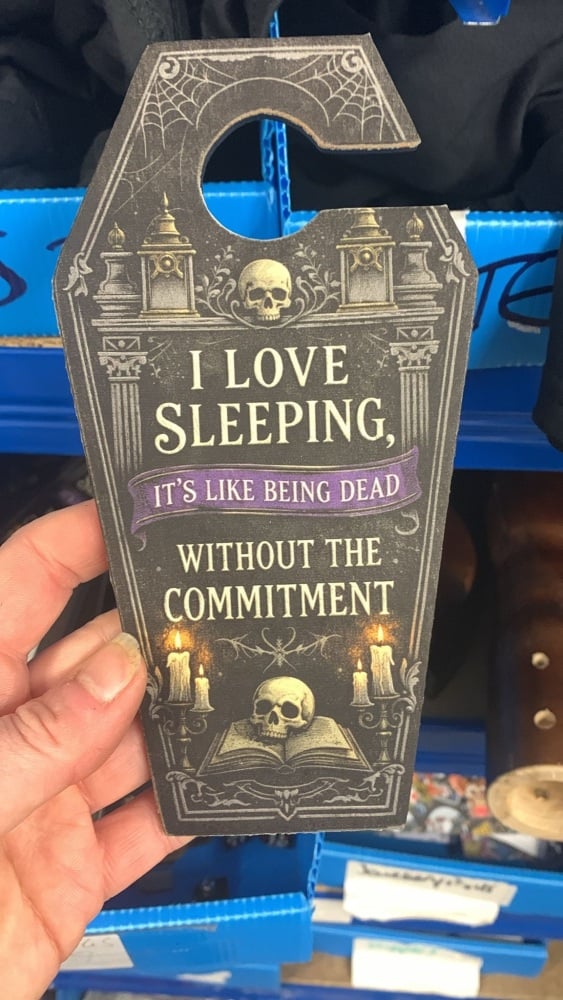 I LOVE
SLEEPING,
IT'S LIKE BEING DEAD
WITHOUT THE
COMMITMENT